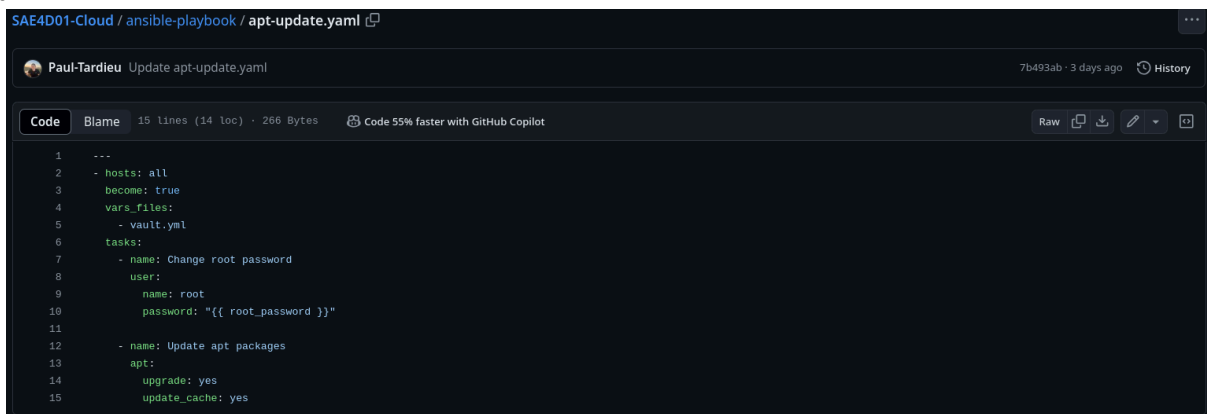 SAE4D01-Cloud / ansible-playbook / apt-update.yaml
Paul-Tardieu Update apt-update.yaml 7b493ab · 3 days ago History
Code Blame 15 lines (14 loc) · 266 Bytes Code 55% faster with GitHub Copilot Raw
1 ---
2 - hosts: all
3   become: true
4   vars_files:
5     - vault.yml
6   tasks:
7     - name: Change root password
8       user:
9         name: root
10         password: "{{ root_password }}"
11
12     - name: Update apt packages
13       apt:
14         upgrade: yes
15         update_cache: yes